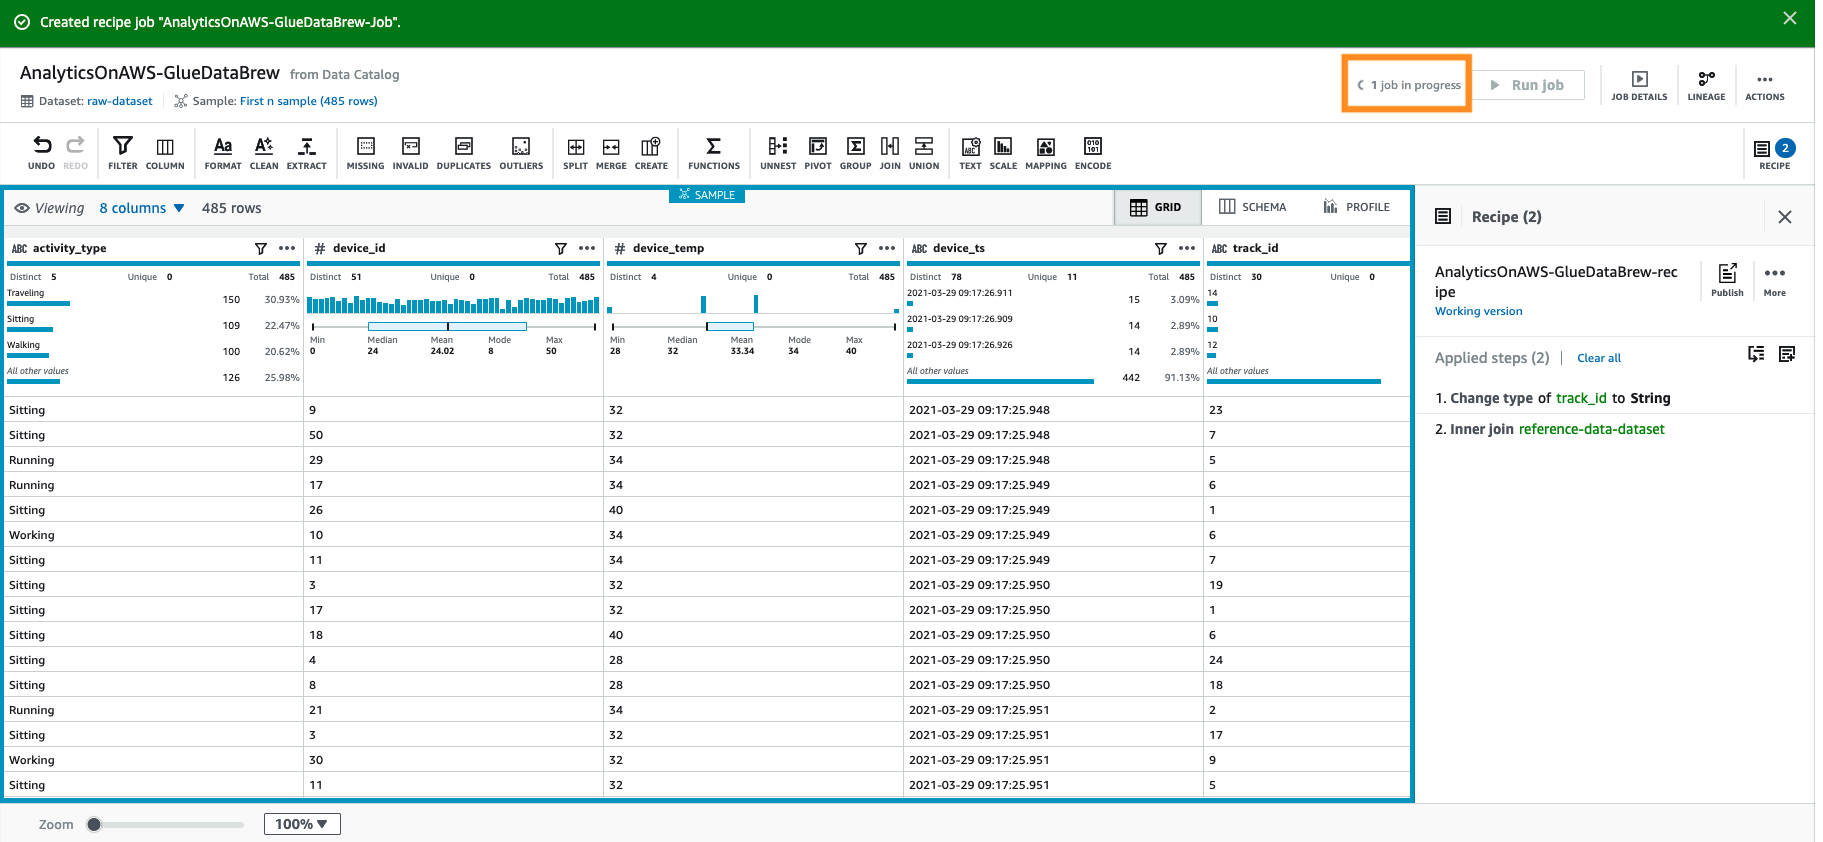 Created recipe job "AnalyticsOnAWS-GlueDataBrew-Job".
AnalyticsOnAWS-GlueDataBrew from Data Catalog
Dataset: raw-dataset Sample: First n sample (485 rows)
1 job in progress Run job JOB DETAILS LINEAGE ACTIONS
UNDO REDO FILTER COLUMN FORMAT CLEAN EXTRACT MISSING INVALID DUPLICATES OUTLIERS SPLIT MERGE CREATE FUNCTIONS UNNEST PIVOT GROUP JOIN UNION TEXT SCALE MAPPING ENCODE 2 RECIPE
SAMPLE
Viewing 8 columns 485 rows GRID SCHEMA PROFILE
ABC activity_type # device_id # device_temp ABC device_ts ABC track_id
Distinct 5 Unique 0 Total 485 Distinct 51 Unique 0 Total 485 Distinct 4 Unique 0 Total 485 Distinct 78 Unique 11 Total 485 Distinct 30 Unique 0
Traveling 150 30.93% 2021-03-29 09:17:26.911 15 3.09% 14
Sitting 109 22.47% 2021-03-29 09:17:26.909 14 2.89% 10
Walking 100 20.62% 2021-03-29 09:17:26.926 14 2.89% 12
All other values 126 25.98% All other values 442 91.13% All other values
Min Median Mean Mode Max Min Median Mean Mode Max
0 24 24.02 8 50 28 32 33.34 34 40
Sitting 9 32 2021-03-29 09:17:25.948 23
Sitting 50 32 2021-03-29 09:17:25.948 7
Running 29 34 2021-03-29 09:17:25.948 5
Running 17 34 2021-03-29 09:17:25.949 6
Sitting 26 40 2021-03-29 09:17:25.949 1
Working 10 34 2021-03-29 09:17:25.949 6
Sitting 11 34 2021-03-29 09:17:25.949 7
Sitting 3 32 2021-03-29 09:17:25.950 19
Sitting 17 32 2021-03-29 09:17:25.950 1
Sitting 18 40 2021-03-29 09:17:25.950 6
Sitting 4 28 2021-03-29 09:17:25.950 24
Sitting 8 28 2021-03-29 09:17:25.950 18
Running 21 34 2021-03-29 09:17:25.951 2
Sitting 3 32 2021-03-29 09:17:25.951 17
Working 30 32 2021-03-29 09:17:25.951 9
Sitting 11 32 2021-03-29 09:17:25.951 5
Recipe (2)
AnalyticsOnAWS-GlueDataBrew-rec
ipe
Working version
Publish More
Applied steps (2) Clear all
1. Change type of track_id to String
2. Inner join reference-data-dataset
Zoom 100%